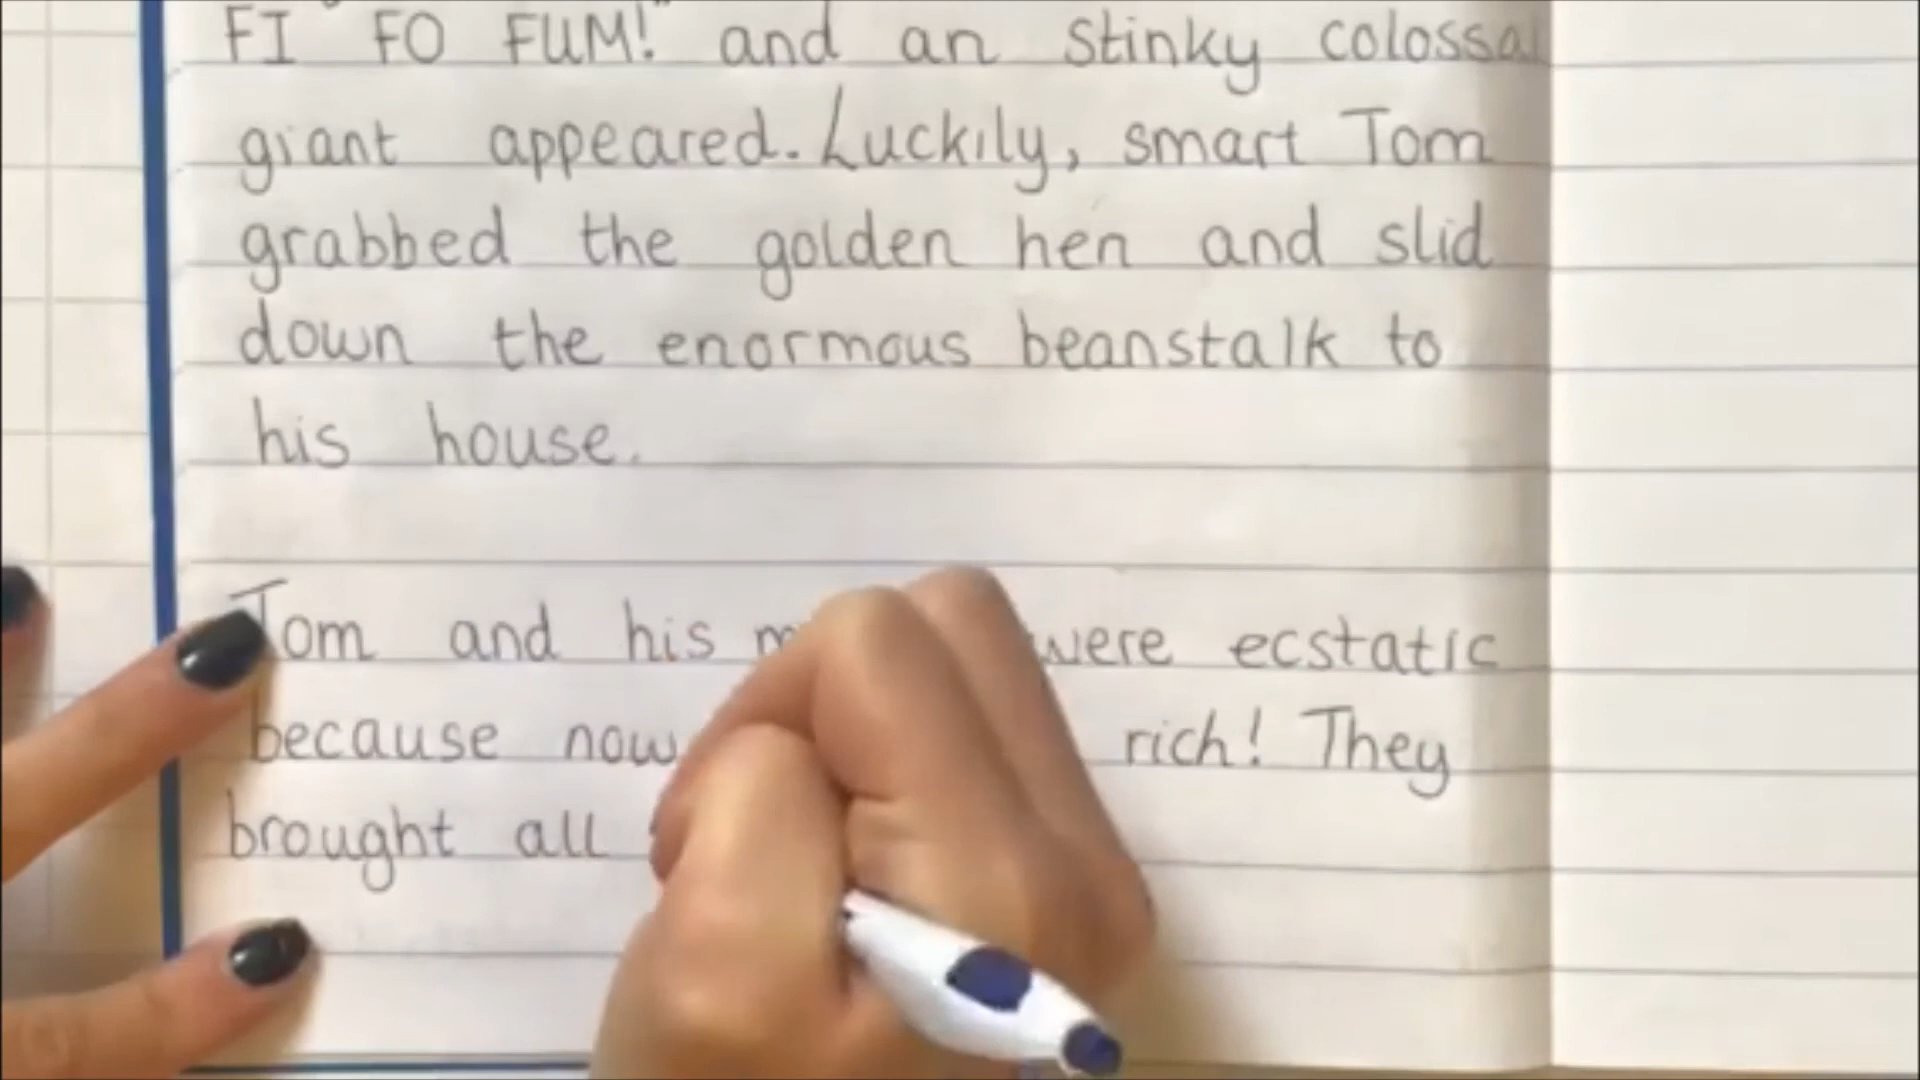 FI FO FUM!" and an stinky colossal
giant appeared. Luckily, smart Tom
grabbed the golden hen and slid
down the enormous beanstalk to
his house.
Tom and his were ecstatic
because now rich! They
brought all